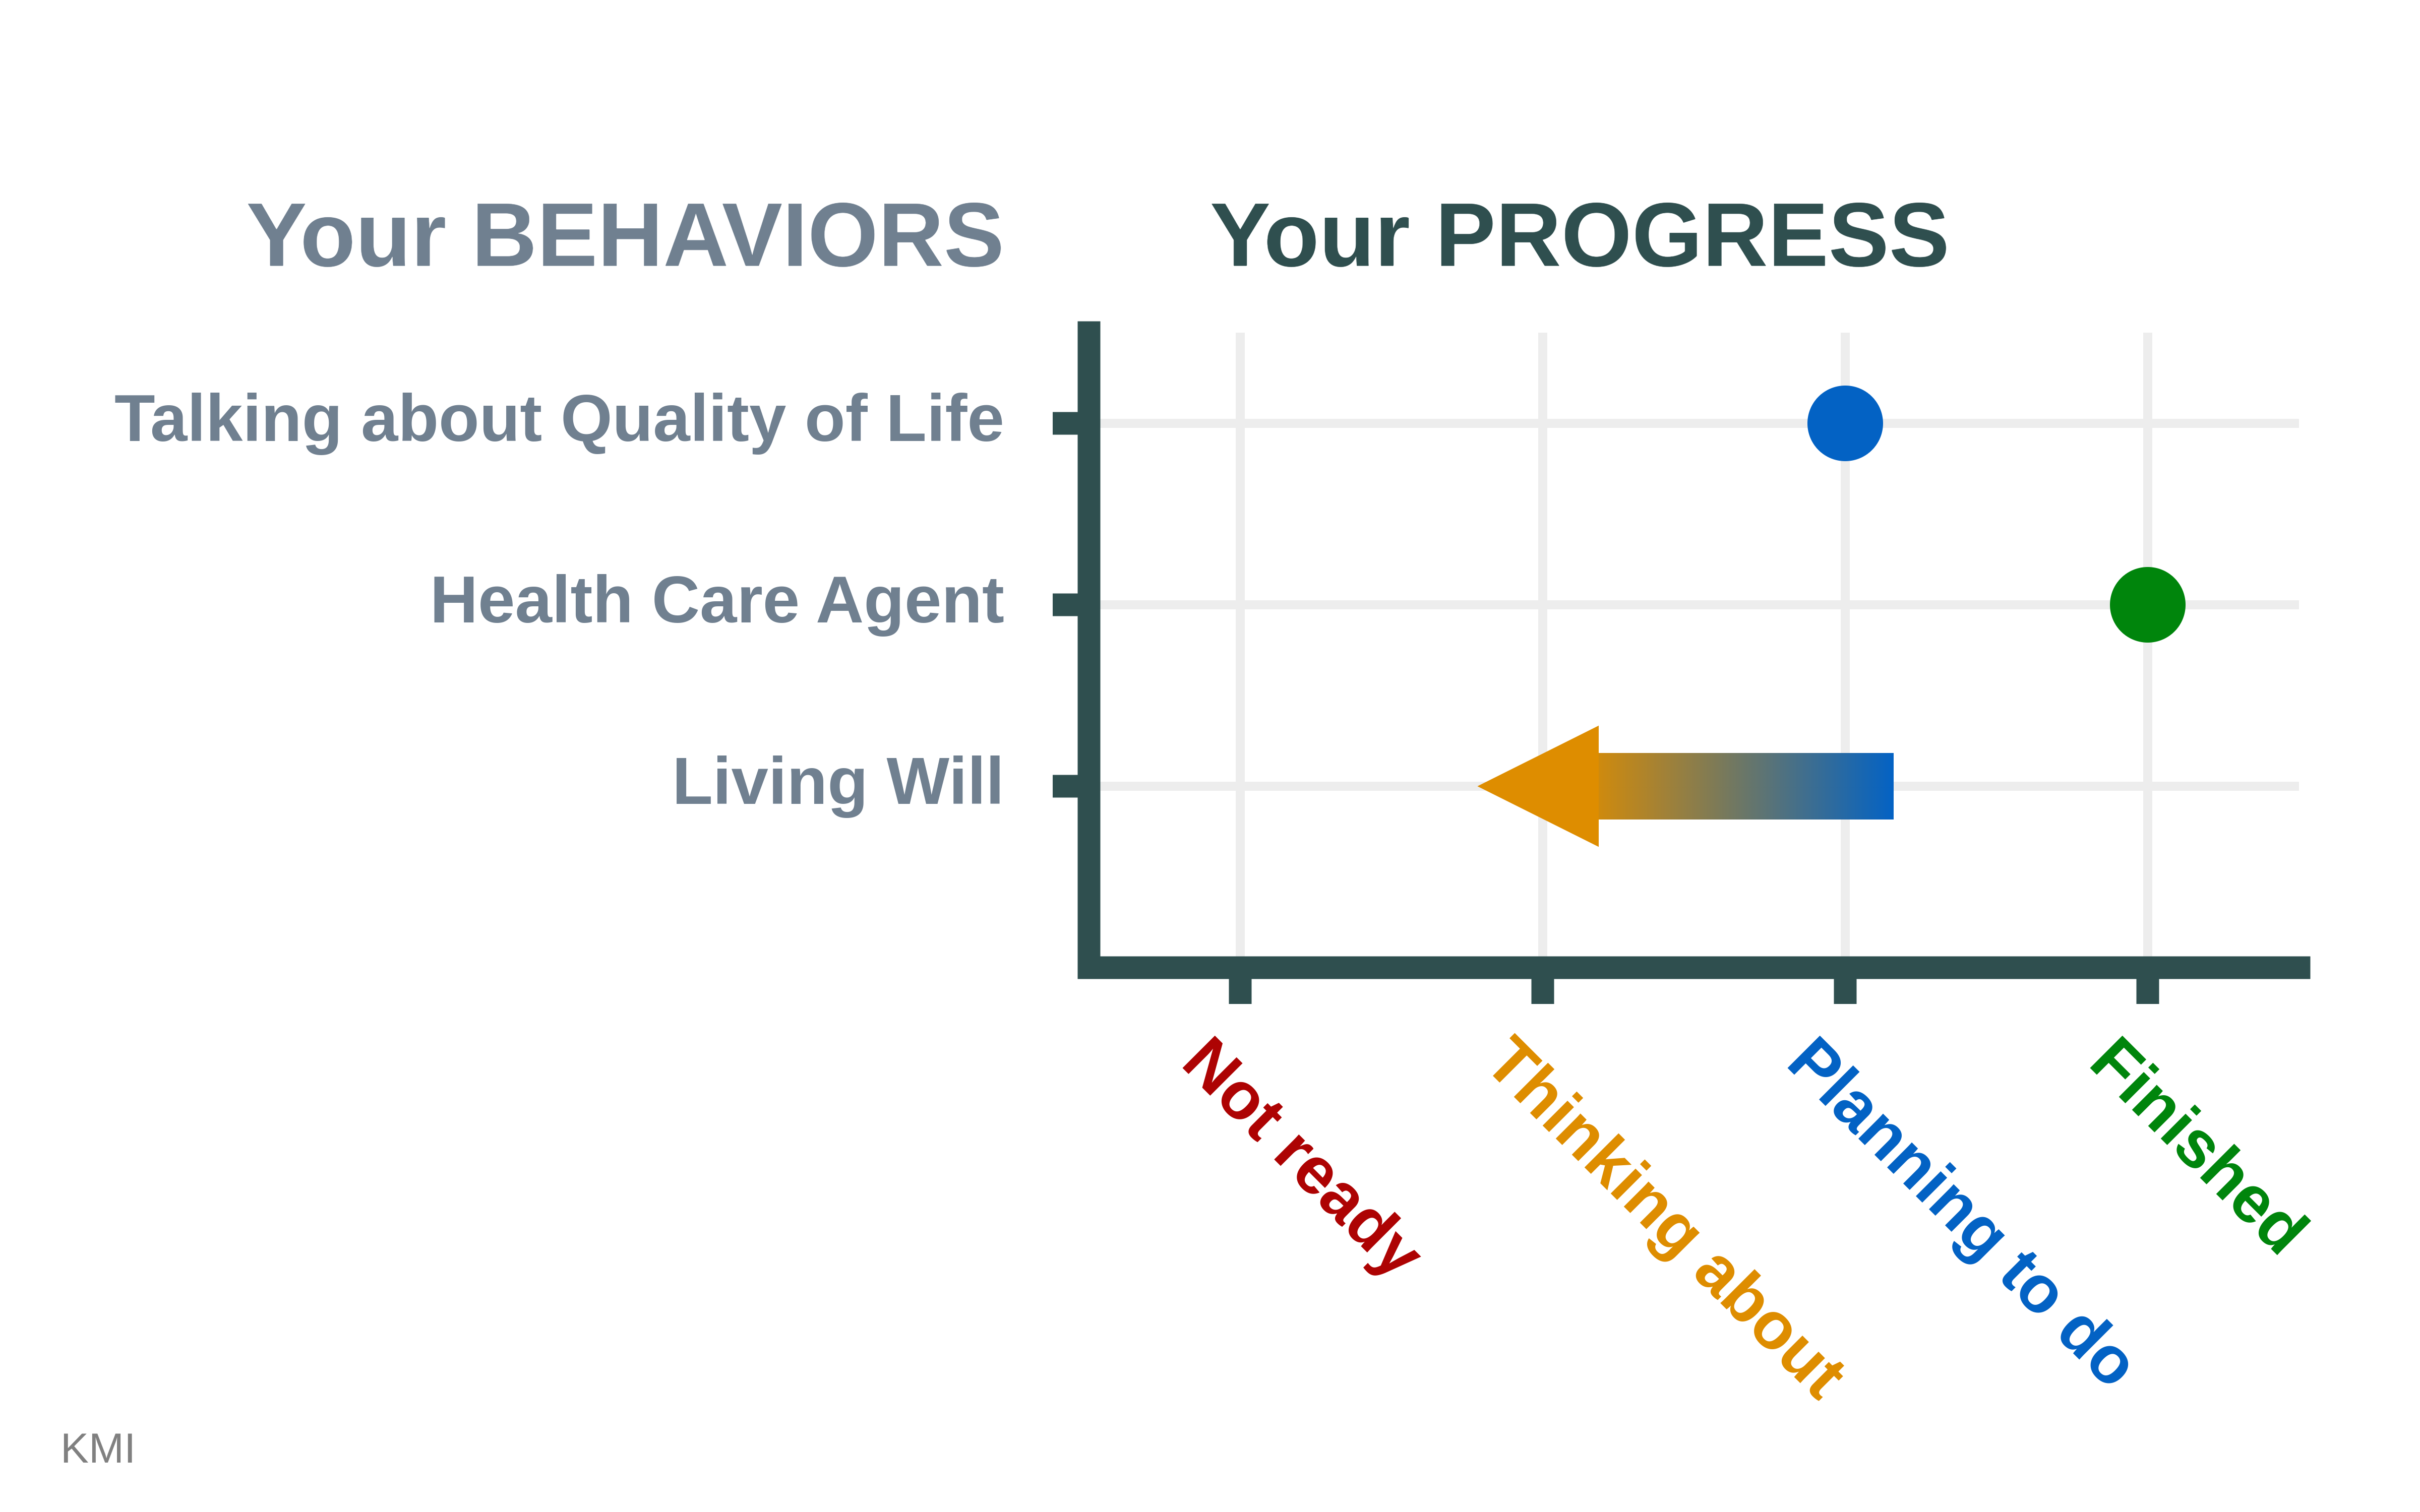 Your BEHAVIORS
Your PROGRESS
Talking about Quality of Life
Health Care Agent
Living Will
Not ready
Thinking about
Planning to do
Finished
KMI